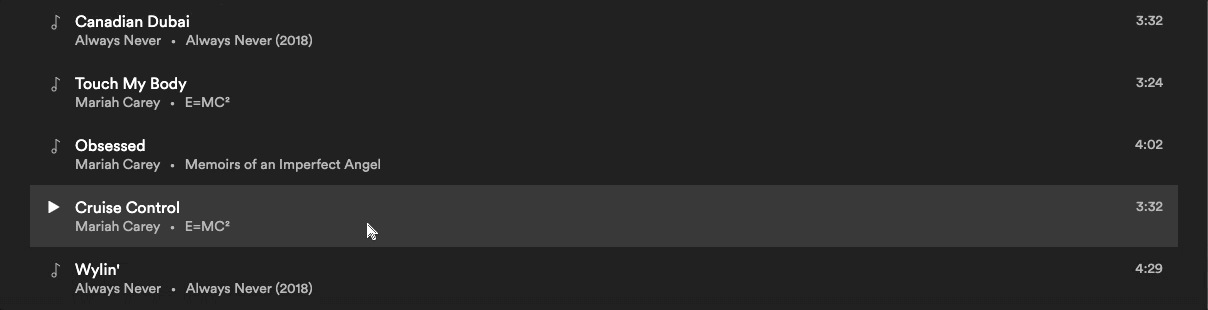 Canadian Dubai 3:32
Always Never • Always Never (2018)
Touch My Body 3:24
Mariah Carey • E=MC²
Obsessed 4:02
Mariah Carey • Memoirs of an Imperfect Angel
Cruise Control 3:32
Mariah Carey • E=MC²
Wylin' 4:29
Always Never • Always Never (2018)